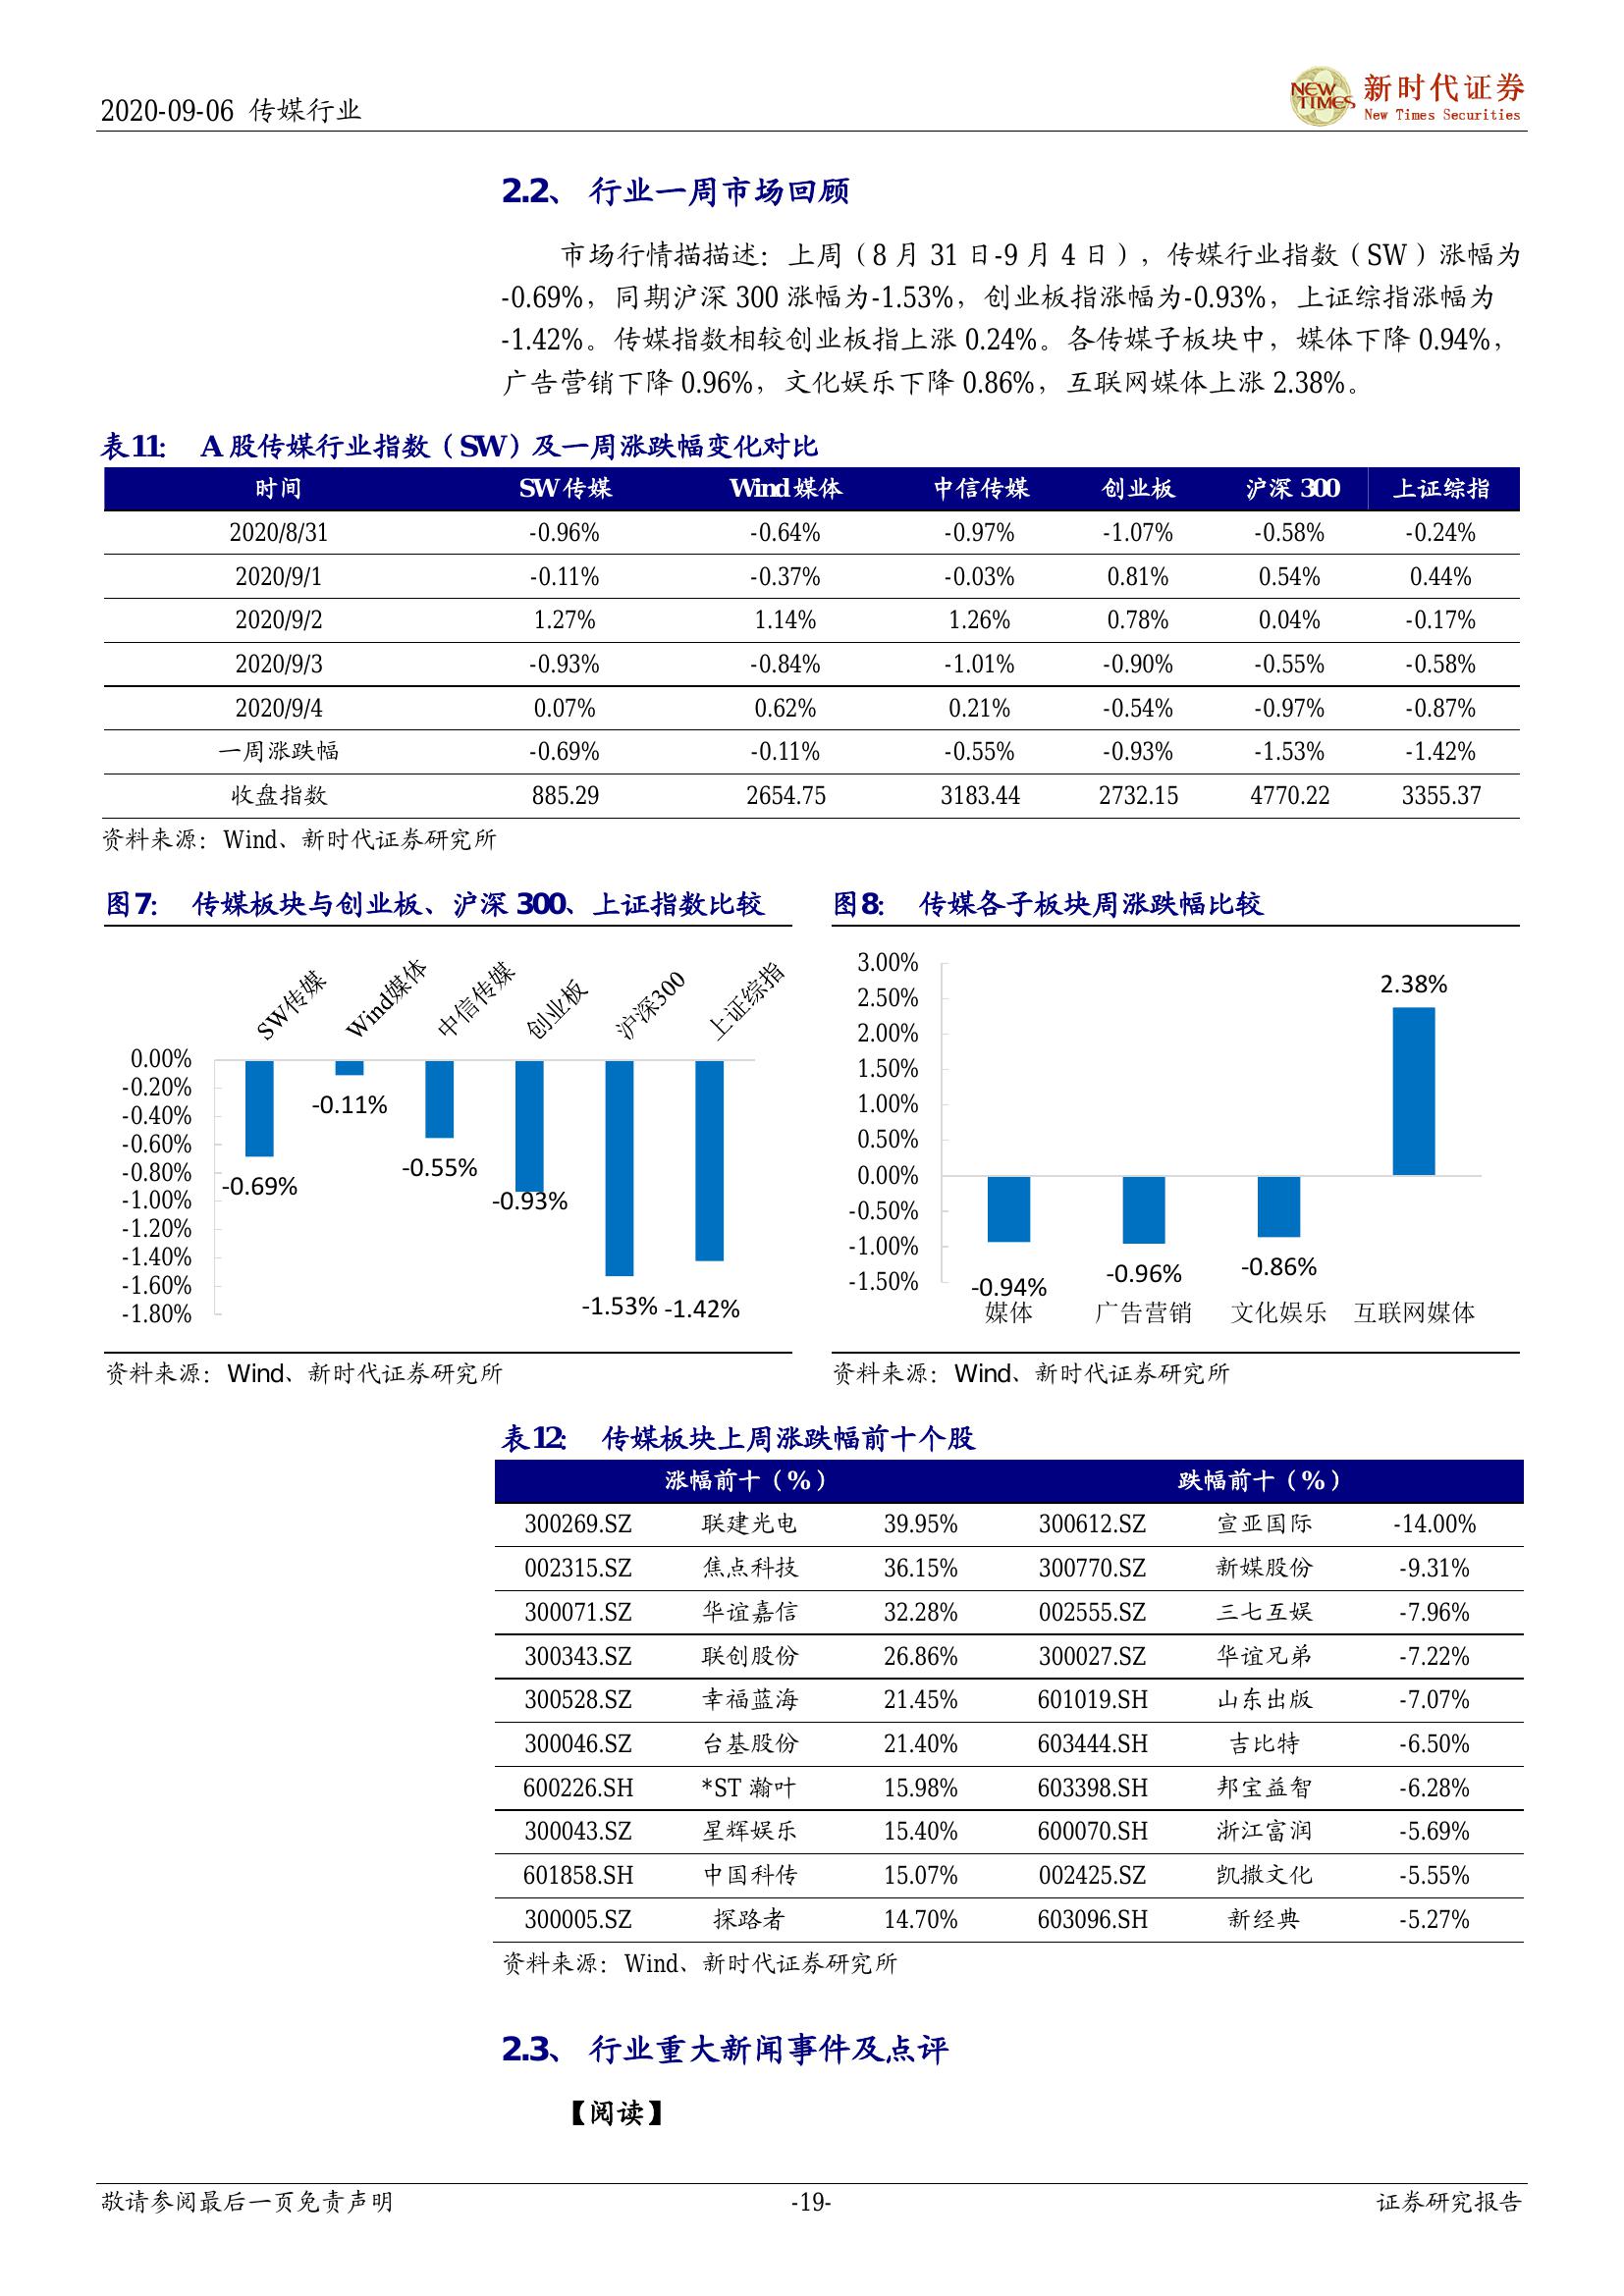 2020-09-06 传媒行业
NEW TIMES 新时代证券
New Times Securities
2.2、 行业一周市场回顾
市场行情描描述：上周（8 月 31 日-9 月 4 日），传媒行业指数（SW）涨幅为
-0.69%，同期沪深 300 涨幅为-1.53%，创业板指涨幅为-0.93%，上证综指涨幅为
-1.42%。传媒指数相较创业板指上涨 0.24%。各传媒子板块中，媒体下降 0.94%，
广告营销下降 0.96%，文化娱乐下降 0.86%，互联网媒体上涨 2.38%。
表11： A 股传媒行业指数（SW）及一周涨跌幅变化对比
时间 SW传媒 Wind媒体 中信传媒 创业板 沪深 300 上证综指
2020/8/31 -0.96% -0.64% -0.97% -1.07% -0.58% -0.24%
2020/9/1 -0.11% -0.37% -0.03% 0.81% 0.54% 0.44%
2020/9/2 1.27% 1.14% 1.26% 0.78% 0.04% -0.17%
2020/9/3 -0.93% -0.84% -1.01% -0.90% -0.55% -0.58%
2020/9/4 0.07% 0.62% 0.21% -0.54% -0.97% -0.87%
一周涨跌幅 -0.69% -0.11% -0.55% -0.93% -1.53% -1.42%
收盘指数 885.29 2654.75 3183.44 2732.15 4770.22 3355.37
资料来源：Wind、新时代证券研究所
图7： 传媒板块与创业板、沪深 300、上证指数比较
SW传媒 Wind媒体 中信传媒 创业板 沪深300 上证综指
0.00%
-0.20%
-0.40%
-0.60%
-0.80%
-1.00%
-1.20%
-1.40%
-1.60%
-1.80%
-0.69% -0.11% -0.55% -0.93% -1.53% -1.42%
资料来源：Wind、新时代证券研究所
图8： 传媒各子板块周涨跌幅比较
3.00%
2.50%
2.00%
1.50%
1.00%
0.50%
0.00%
-0.50%
-1.00%
-1.50%
-0.94% -0.96% -0.86% 2.38%
媒体 广告营销 文化娱乐 互联网媒体
资料来源：Wind、新时代证券研究所
表12： 传媒板块上周涨跌幅前十个股
涨幅前十（%） 跌幅前十（%）
300269.SZ 联建光电 39.95% 300612.SZ 宣亚国际 -14.00%
002315.SZ 焦点科技 36.15% 300770.SZ 新媒股份 -9.31%
300071.SZ 华谊嘉信 32.28% 002555.SZ 三七互娱 -7.96%
300343.SZ 联创股份 26.86% 300027.SZ 华谊兄弟 -7.22%
300528.SZ 幸福蓝海 21.45% 601019.SH 山东出版 -7.07%
300046.SZ 台基股份 21.40% 603444.SH 吉比特 -6.50%
600226.SH *ST 瀚叶 15.98% 603398.SH 邦宝益智 -6.28%
300043.SZ 星辉娱乐 15.40% 600070.SH 浙江富润 -5.69%
601858.SH 中国科传 15.07% 002425.SZ 凯撒文化 -5.55%
300005.SZ 探路者 14.70% 603096.SH 新经典 -5.27%
资料来源：Wind、新时代证券研究所
2.3、 行业重大新闻事件及点评
【阅读】
敬请参阅最后一页免责声明 -19- 证券研究报告